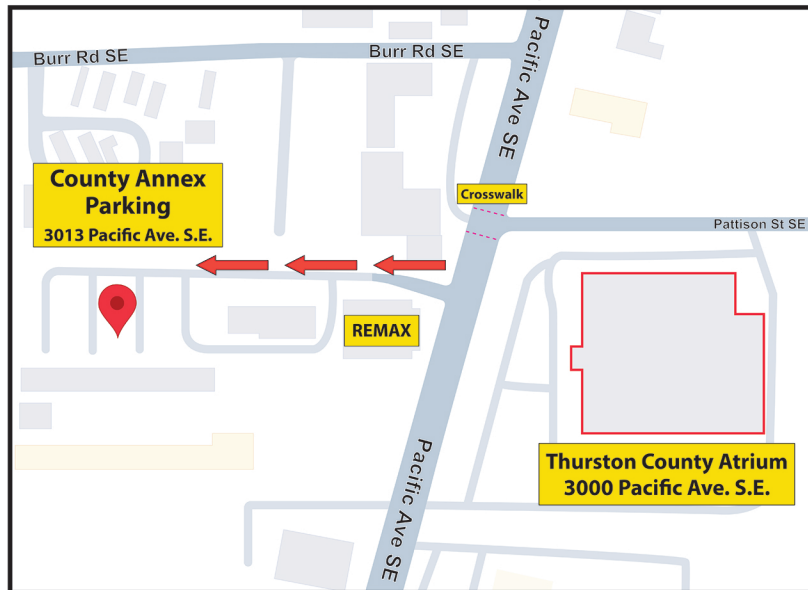 Burr Rd SE
Burr Rd SE
Pacific Ave SE
County Annex
Parking
3013 Pacific Ave. S.E.
Crosswalk
Pattison St SE
REMAX
Pacific Ave SE
Thurston County Atrium
3000 Pacific Ave. S.E.